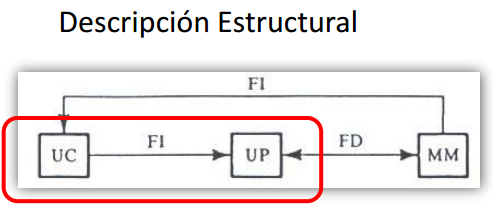 Descripción Estructural
FI
UC FI UP FD MM